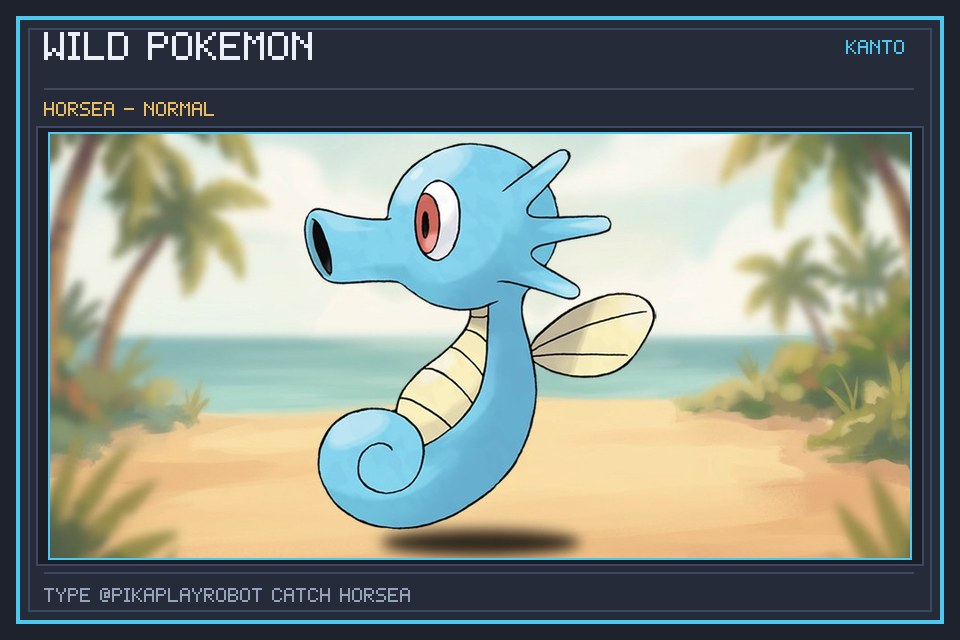 WILD POKEMON
KANTO
HORSEA – NORMAL
TYPE @PIKAPLAYROBOT CATCH HORSEA